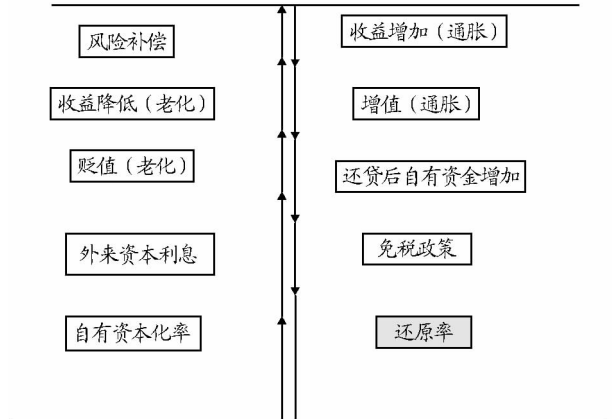 风险补偿
收益增加（通胀）
收益降低（老化）
增值（通胀）
贬值（老化）
还贷后自有资金增加
外来资本利息
免税政策
自有资本化率
还原率